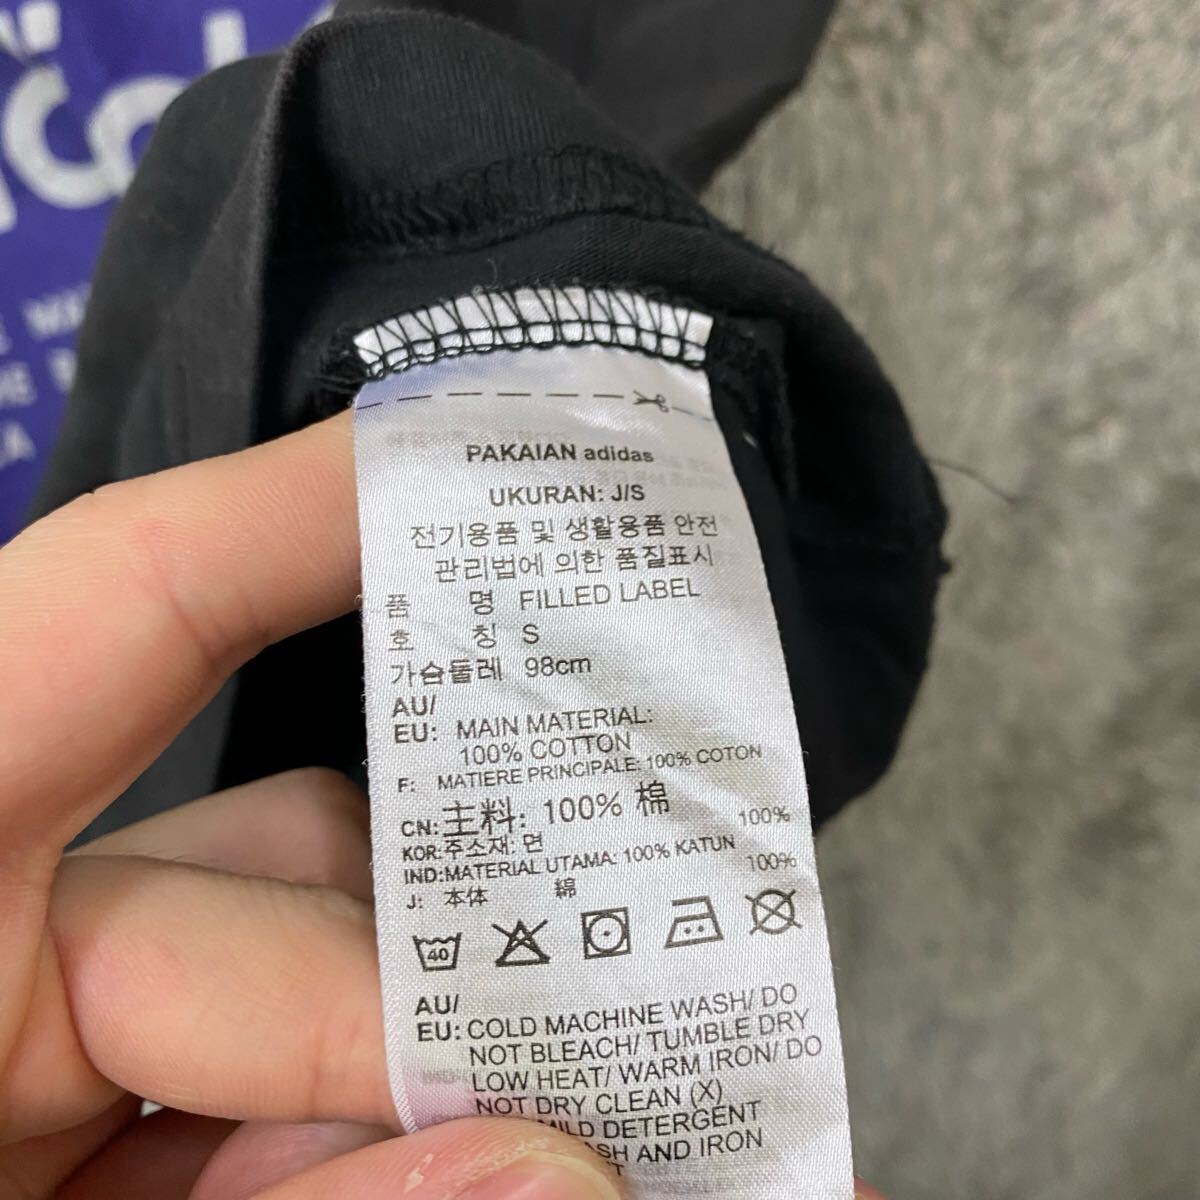 PAKAIAN adidas
UKURAN: J/S
전기용품 및 생활용품 안전
관리법에 의한 품질표시
품 명 FILLED LABEL
호 칭 S
가슴둘레 98cm
AU/
EU: MAIN MATERIAL:
100% COTTON
F: MATIERE PRINCIPALE: 100% COTON
CN: 主料: 100% 棉
KOR: 주소재: 면 100%
IND: MATERIAL UTAMA: 100% KATUN
J: 本体 綿 100%
40
AU/
EU: COLD MACHINE WASH/ DO
NOT BLEACH/ TUMBLE DRY
LOW HEAT/ WARM IRON/ DO
NOT DRY CLEAN (X)
MILD DETERGENT
AND IRON